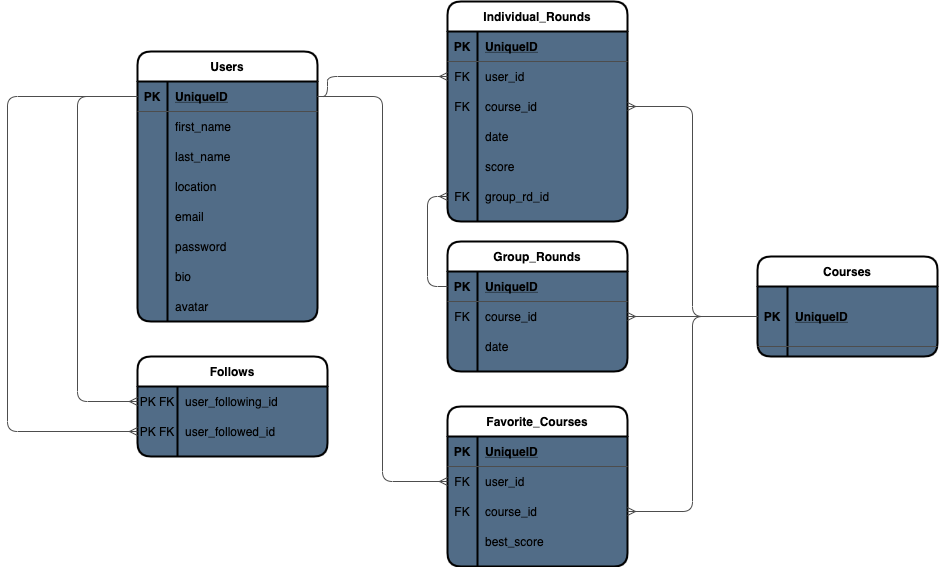 Users
PK UniqueID
first_name
last_name
location
email
password
bio
avatar
Follows
PK FK user_following_id
PK FK user_followed_id
Individual_Rounds
PK UniqueID
FK user_id
FK course_id
date
score
FK group_rd_id
Group_Rounds
PK UniqueID
FK course_id
date
Favorite_Courses
PK UniqueID
FK user_id
FK course_id
best_score
Courses
PK UniqueID